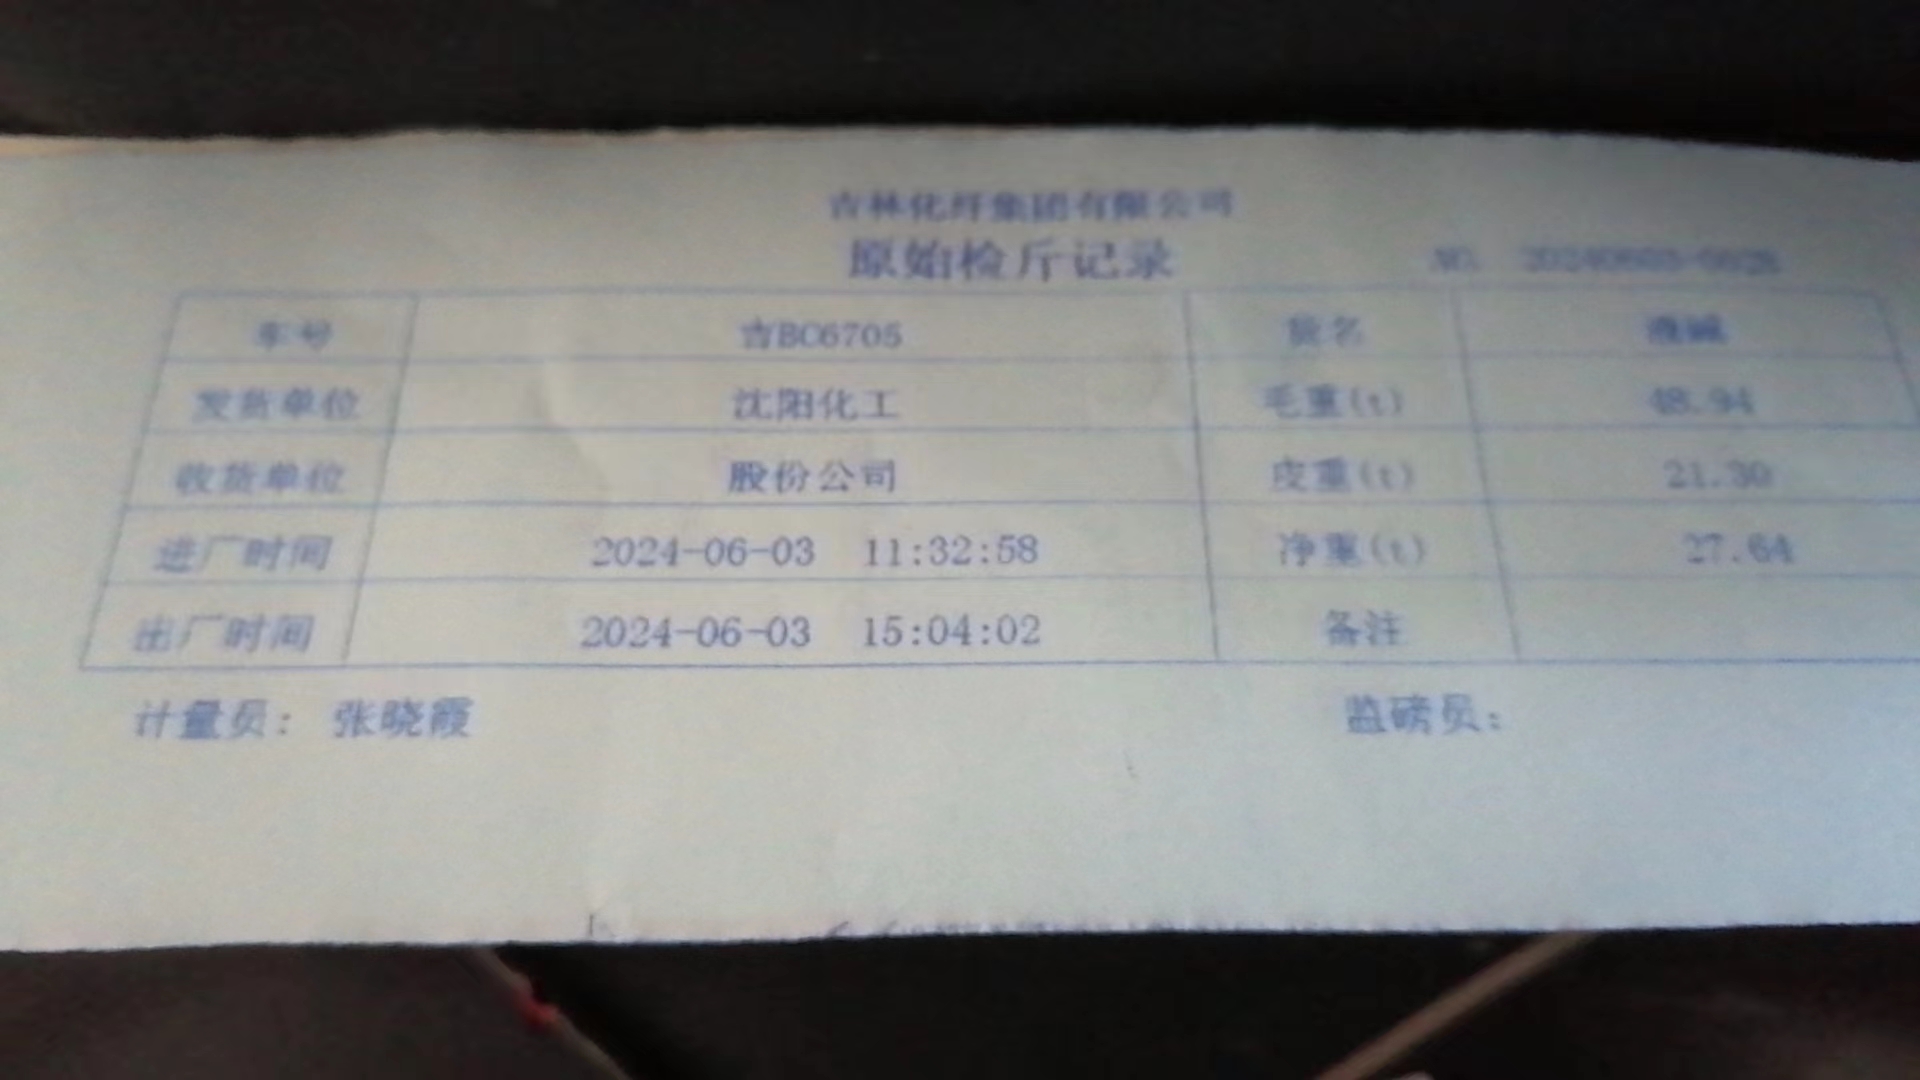 吉林化纤集团有限公司
原始检斤记录
NO. 20240603-0028
车号 吉BC6705 货名 液碱
发货单位 沈阳化工 毛重(t) 48.94
收货单位 股份公司 皮重(t) 21.30
进厂时间 2024-06-03 11:32:58 净重(t) 27.64
出厂时间 2024-06-03 15:04:02 备注
计量员: 张晓霞 监磅员: